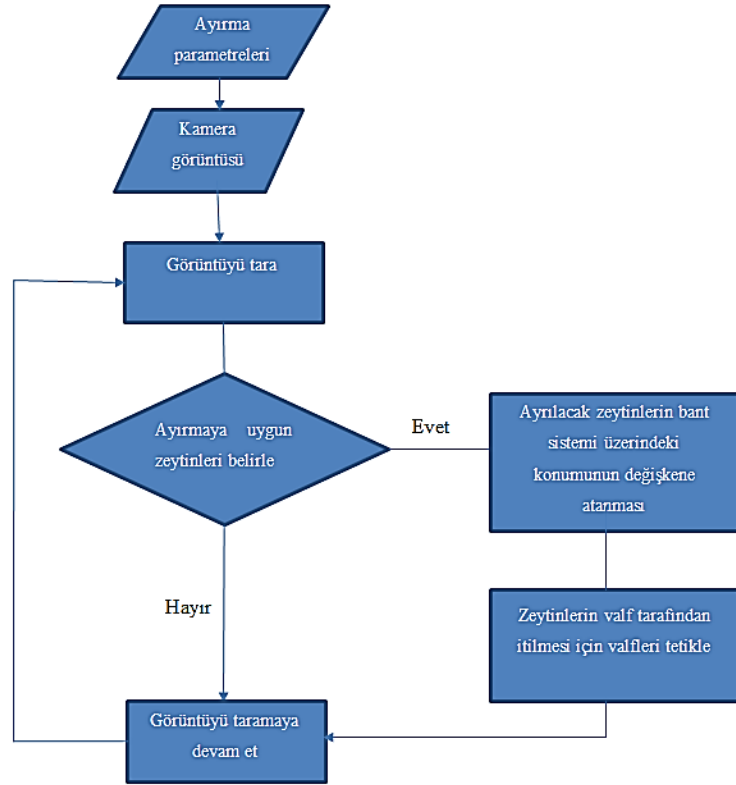 Ayırma
parametreleri
Kamera
görüntüsü
Görüntüyü tara
Ayırmaya uygun
zeytinleri belirle
Evet
Ayrılacak zeytinlerin bant
sistemi üzerindeki
konumunun değişkene
atanması
Zeytinlerin valf tarafından
itilmesi için valfleri tetikle
Hayır
Görüntüyü taramaya
devam et